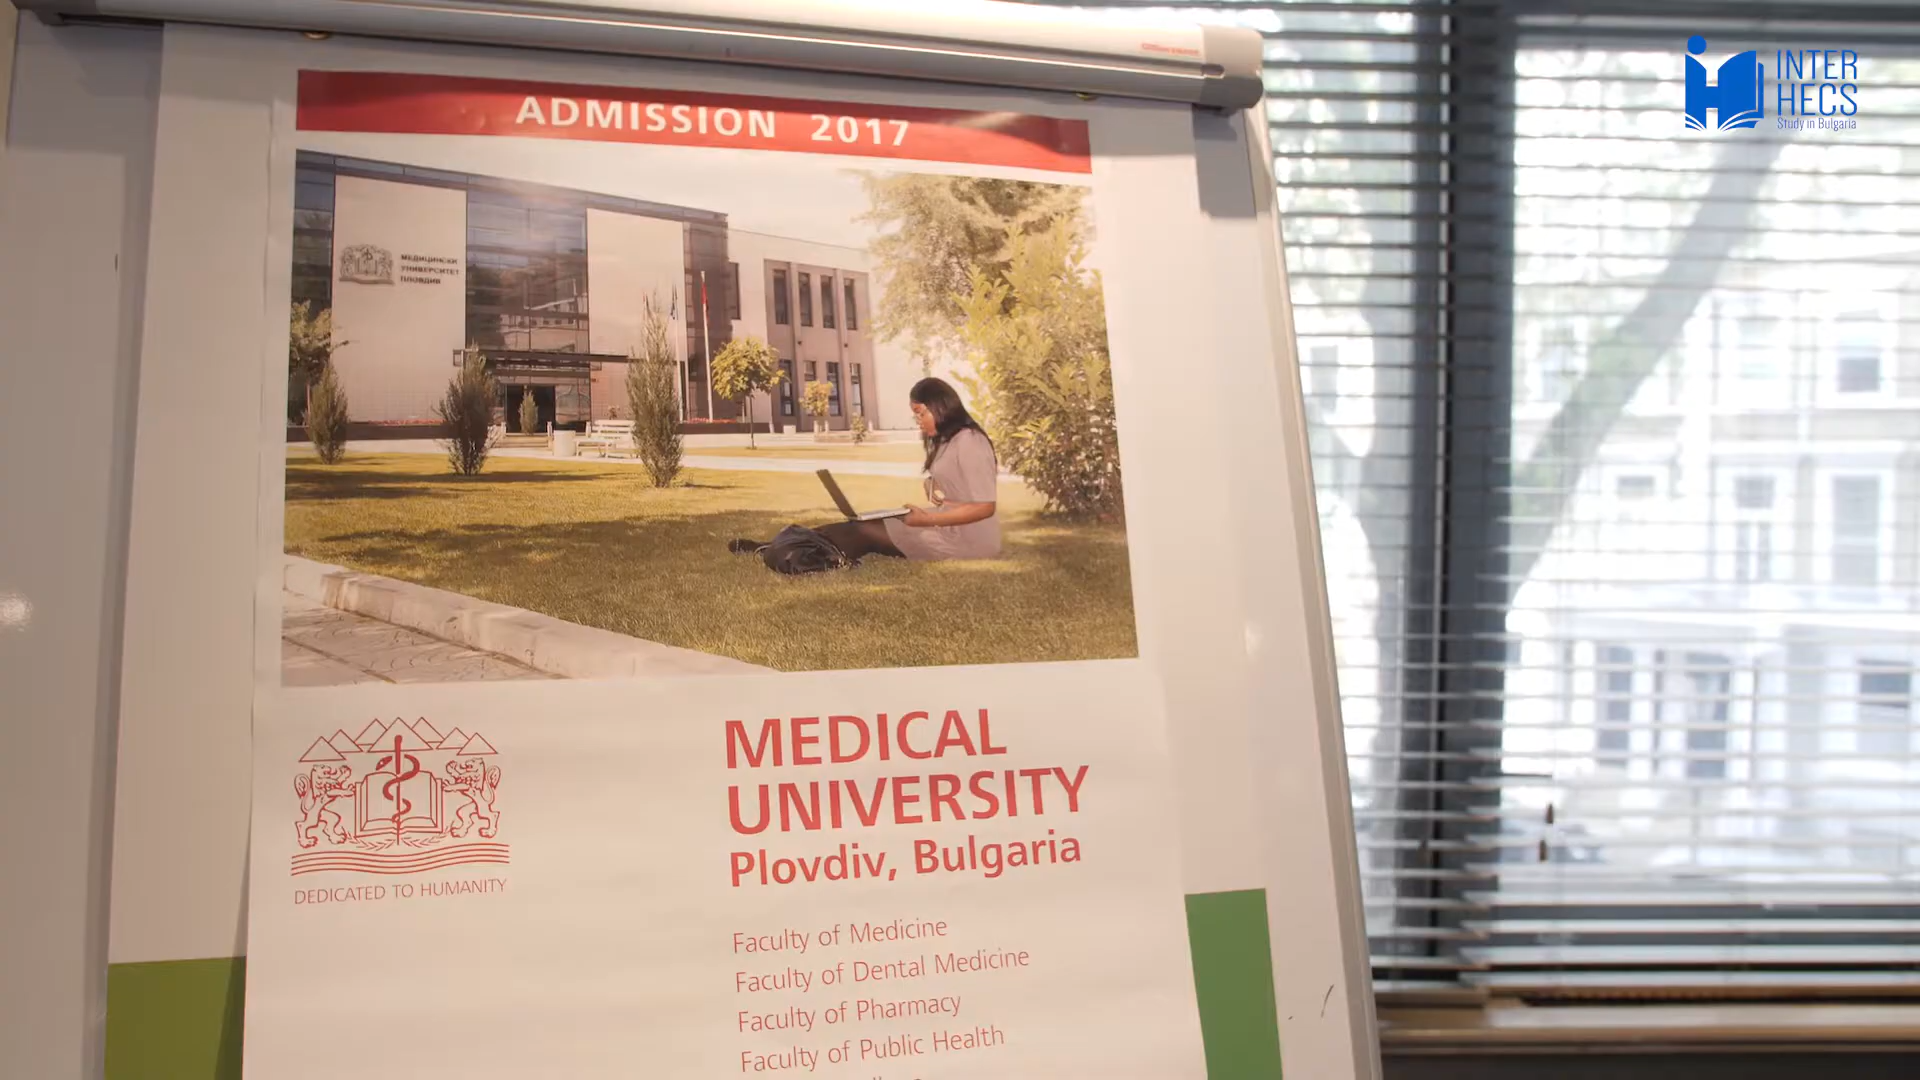 INTER
HECS
Study in Bulgaria
ADMISSION 2017
МЕДИЦИНСКИ
УНИВЕРСИТЕТ
ПЛОВДИВ
MEDICAL
UNIVERSITY
Plovdiv, Bulgaria
DEDICATED TO HUMANITY
Faculty of Medicine
Faculty of Dental Medicine
Faculty of Pharmacy
Faculty of Public Health